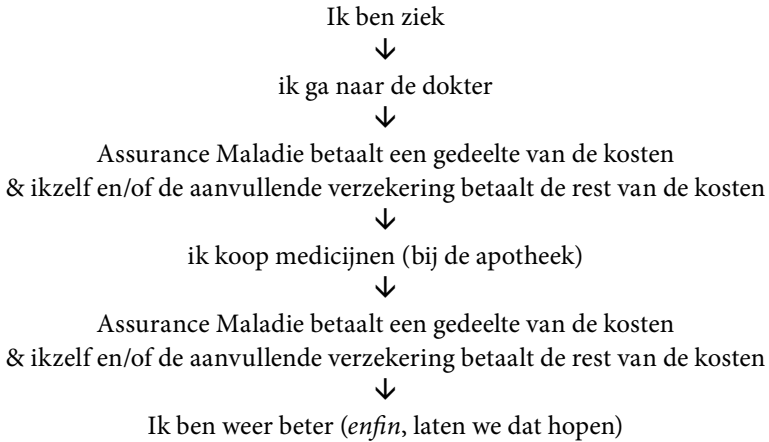 Ik ben ziek
↓
ik ga naar de dokter
↓
Assurance Maladie betaalt een gedeelte van de kosten
& ikzelf en/of de aanvullende verzekering betaalt de rest van de kosten
↓
ik koop medicijnen (bij de apotheek)
↓
Assurance Maladie betaalt een gedeelte van de kosten
& ikzelf en/of de aanvullende verzekering betaalt de rest van de kosten
↓
Ik ben weer beter (enfin, laten we dat hopen)